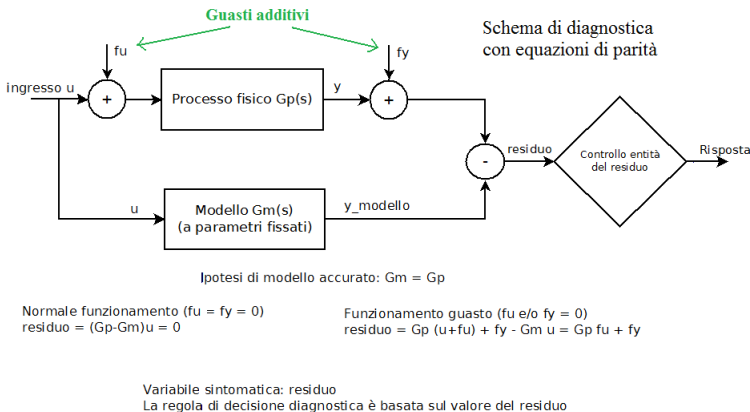 Guasti additivi
Schema di diagnostica
con equazioni di parità
fu
fy
ingresso u
+
Processo fisico Gp(s)
y
+
residuo
-
Controllo entità
del residuo
Risposta
u
Modello Gm(s)
(a parametri fissati)
y_modello
Ipotesi di modello accurato: Gm = Gp
Normale funzionamento (fu = fy = 0)
residuo = (Gp-Gm)u = 0
Funzionamento guasto (fu e/o fy = 0)
residuo = Gp (u+fu) + fy - Gm u = Gp fu + fy
Variabile sintomatica: residuo
La regola di decisione diagnostica è basata sul valore del residuo